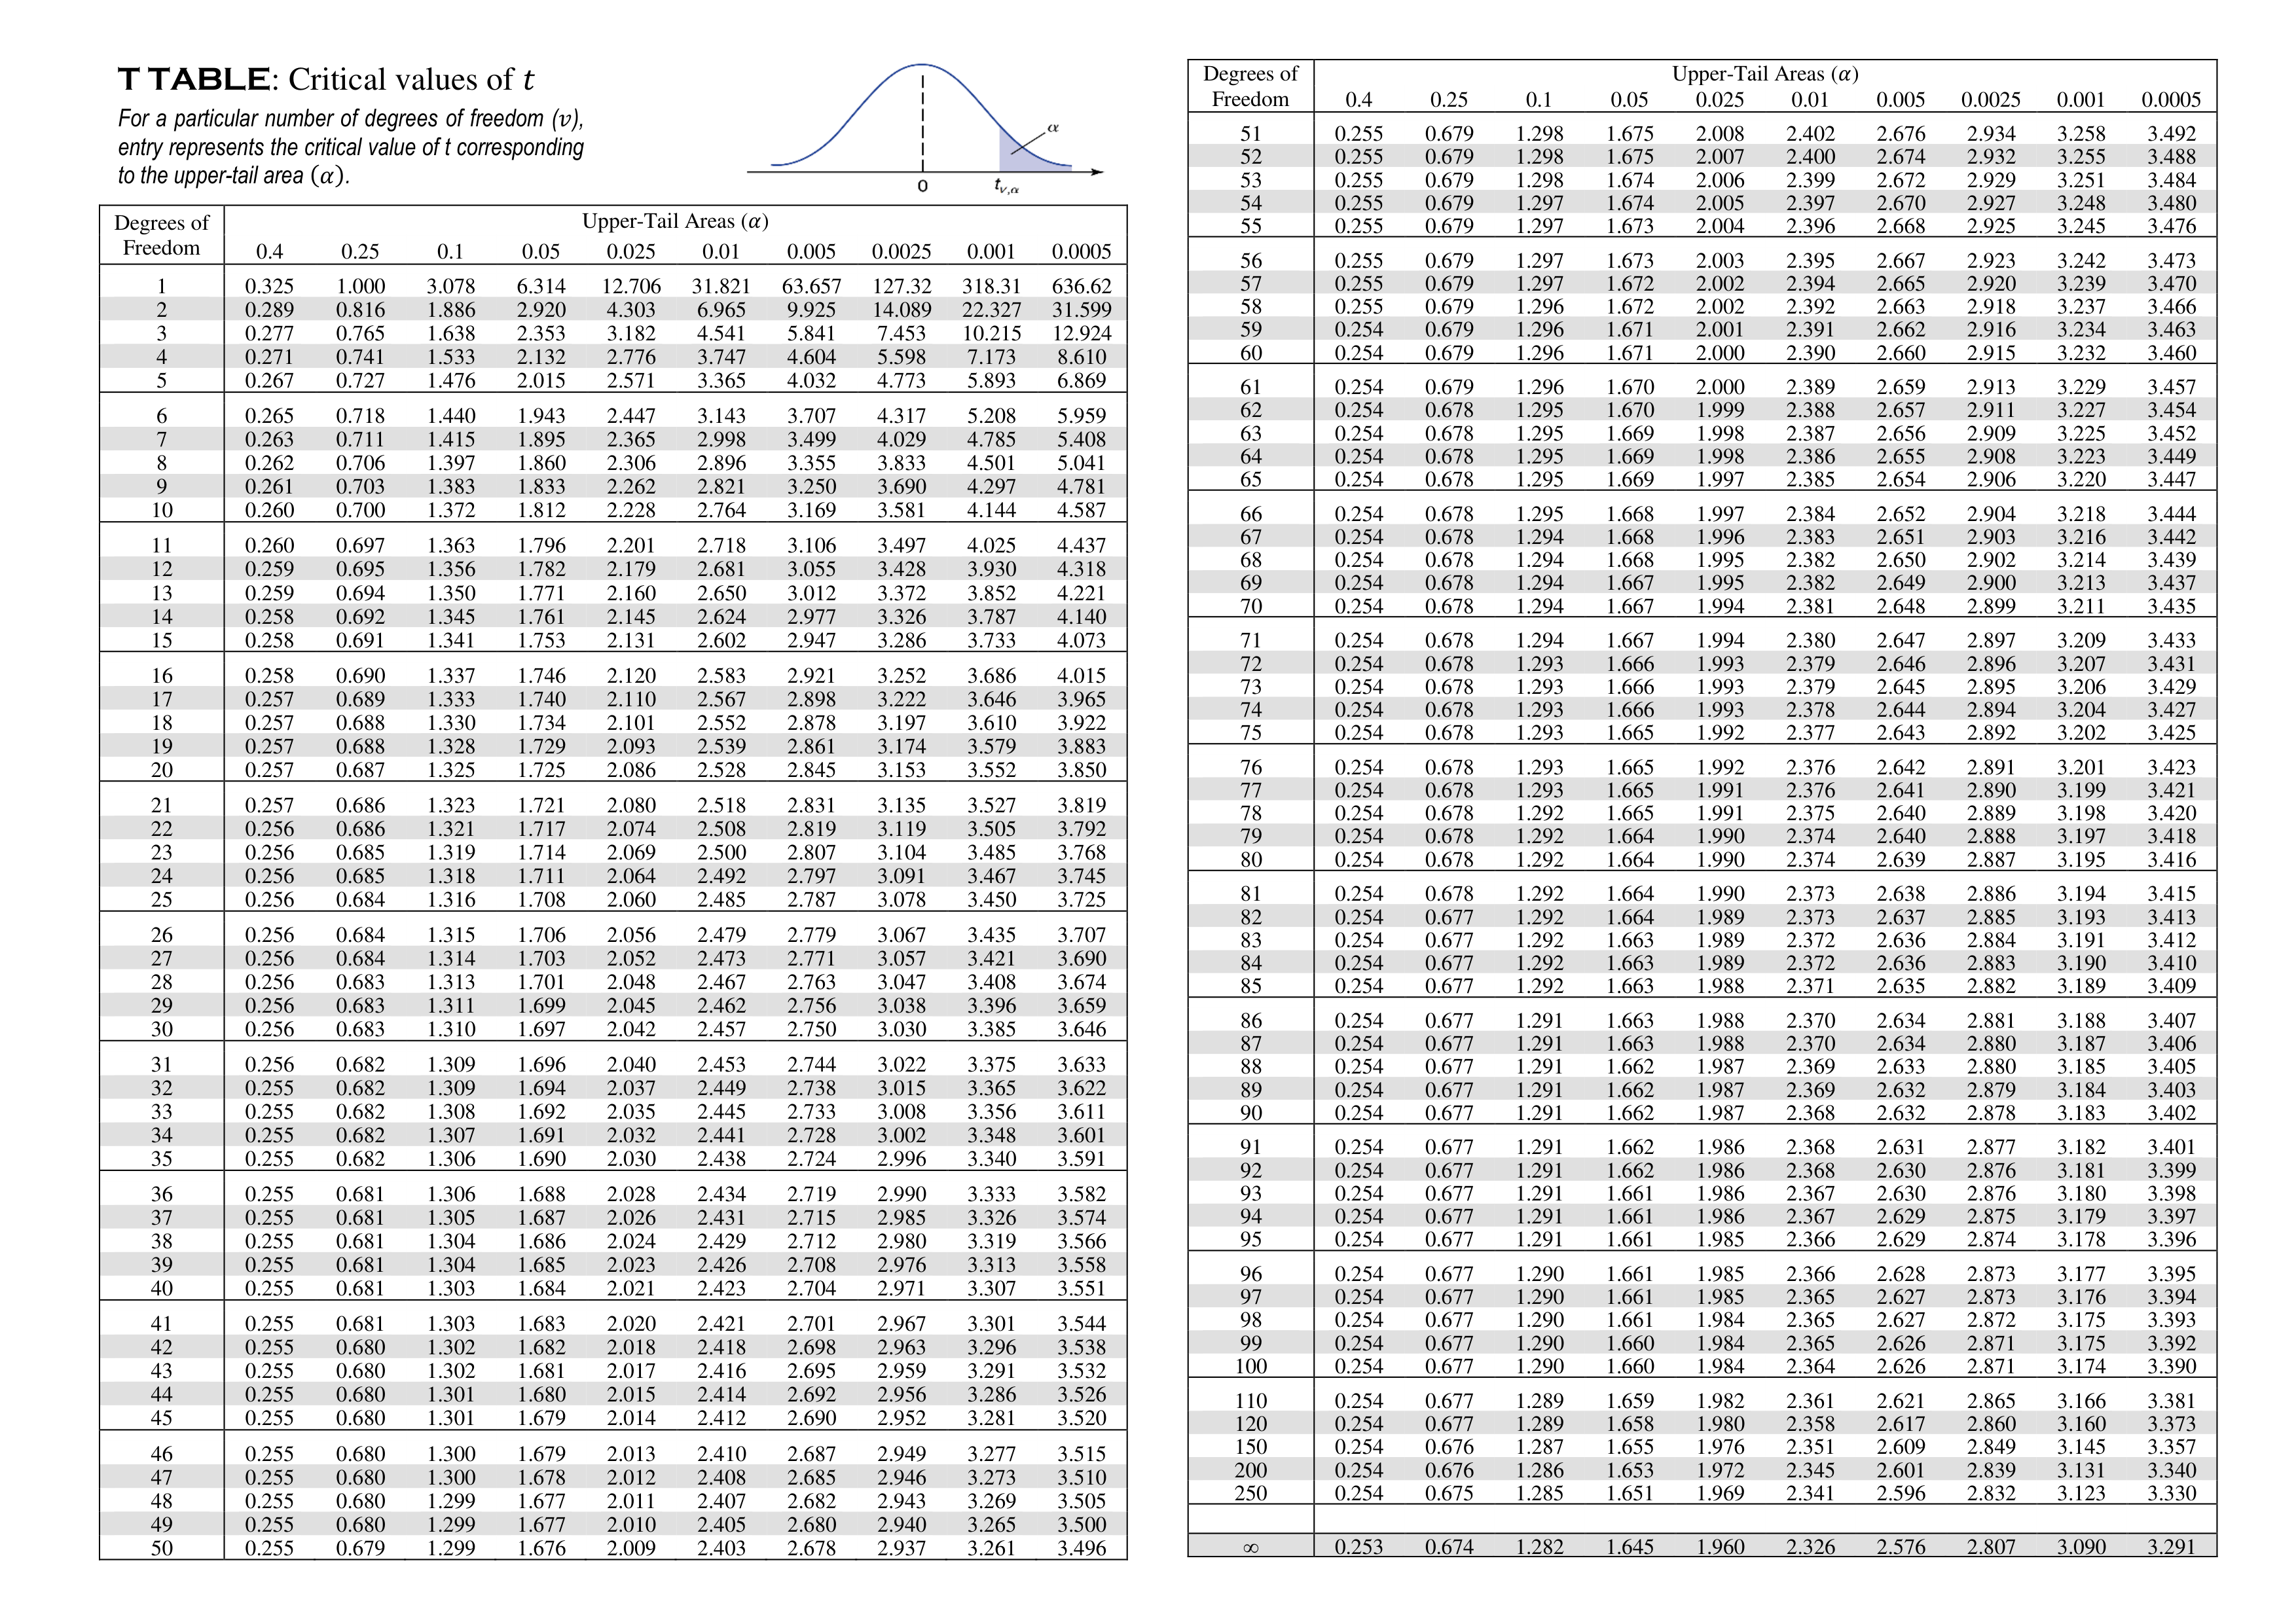 T TABLE: Critical values of t
For a particular number of degrees of freedom (v),
entry represents the critical value of t corresponding
to the upper-tail area (α).
α
0
t_{v,α}
Degrees of Freedom Upper-Tail Areas (α)
0.4 0.25 0.1 0.05 0.025 0.01 0.005 0.0025 0.001 0.0005
1 0.325 1.000 3.078 6.314 12.706 31.821 63.657 127.32 318.31 636.62
2 0.289 0.816 1.886 2.920 4.303 6.965 9.925 14.089 22.327 31.599
3 0.277 0.765 1.638 2.353 3.182 4.541 5.841 7.453 10.215 12.924
4 0.271 0.741 1.533 2.132 2.776 3.747 4.604 5.598 7.173 8.610
5 0.267 0.727 1.476 2.015 2.571 3.365 4.032 4.773 5.893 6.869
6 0.265 0.718 1.440 1.943 2.447 3.143 3.707 4.317 5.208 5.959
7 0.263 0.711 1.415 1.895 2.365 2.998 3.499 4.029 4.785 5.408
8 0.262 0.706 1.397 1.860 2.306 2.896 3.355 3.833 4.501 5.041
9 0.261 0.703 1.383 1.833 2.262 2.821 3.250 3.690 4.297 4.781
10 0.260 0.700 1.372 1.812 2.228 2.764 3.169 3.581 4.144 4.587
11 0.260 0.697 1.363 1.796 2.201 2.718 3.106 3.497 4.025 4.437
12 0.259 0.695 1.356 1.782 2.179 2.681 3.055 3.428 3.930 4.318
13 0.259 0.694 1.350 1.771 2.160 2.650 3.012 3.372 3.852 4.221
14 0.258 0.692 1.345 1.761 2.145 2.624 2.977 3.326 3.787 4.140
15 0.258 0.691 1.341 1.753 2.131 2.602 2.947 3.286 3.733 4.073
16 0.258 0.690 1.337 1.746 2.120 2.583 2.921 3.252 3.686 4.015
17 0.257 0.689 1.333 1.740 2.110 2.567 2.898 3.222 3.646 3.965
18 0.257 0.688 1.330 1.734 2.101 2.552 2.878 3.197 3.610 3.922
19 0.257 0.688 1.328 1.729 2.093 2.539 2.861 3.174 3.579 3.883
20 0.257 0.687 1.325 1.725 2.086 2.528 2.845 3.153 3.552 3.850
21 0.257 0.686 1.323 1.721 2.080 2.518 2.831 3.135 3.527 3.819
22 0.256 0.686 1.321 1.717 2.074 2.508 2.819 3.119 3.505 3.792
23 0.256 0.685 1.319 1.714 2.069 2.500 2.807 3.104 3.485 3.768
24 0.256 0.685 1.318 1.711 2.064 2.492 2.797 3.091 3.467 3.745
25 0.256 0.684 1.316 1.708 2.060 2.485 2.787 3.078 3.450 3.725
26 0.256 0.684 1.315 1.706 2.056 2.479 2.779 3.067 3.435 3.707
27 0.256 0.684 1.314 1.703 2.052 2.473 2.771 3.057 3.421 3.690
28 0.256 0.683 1.313 1.701 2.048 2.467 2.763 3.047 3.408 3.674
29 0.256 0.683 1.311 1.699 2.045 2.462 2.756 3.038 3.396 3.659
30 0.256 0.683 1.310 1.697 2.042 2.457 2.750 3.030 3.385 3.646
31 0.256 0.682 1.309 1.696 2.040 2.453 2.744 3.022 3.375 3.633
32 0.255 0.682 1.309 1.694 2.037 2.449 2.738 3.015 3.365 3.622
33 0.255 0.682 1.308 1.692 2.035 2.445 2.733 3.008 3.356 3.611
34 0.255 0.682 1.307 1.691 2.032 2.441 2.728 3.002 3.348 3.601
35 0.255 0.682 1.306 1.690 2.030 2.438 2.724 2.996 3.340 3.591
36 0.255 0.681 1.306 1.688 2.028 2.434 2.719 2.990 3.333 3.582
37 0.255 0.681 1.305 1.687 2.026 2.431 2.715 2.985 3.326 3.574
38 0.255 0.681 1.304 1.686 2.024 2.429 2.712 2.980 3.319 3.566
39 0.255 0.681 1.304 1.685 2.023 2.426 2.708 2.976 3.313 3.558
40 0.255 0.681 1.303 1.684 2.021 2.423 2.704 2.971 3.307 3.551
41 0.255 0.681 1.303 1.683 2.020 2.421 2.701 2.967 3.301 3.544
42 0.255 0.680 1.302 1.682 2.018 2.418 2.698 2.963 3.296 3.538
43 0.255 0.680 1.302 1.681 2.017 2.416 2.695 2.959 3.291 3.532
44 0.255 0.680 1.301 1.680 2.015 2.414 2.692 2.956 3.286 3.526
45 0.255 0.680 1.301 1.679 2.014 2.412 2.690 2.952 3.281 3.520
46 0.255 0.680 1.300 1.679 2.013 2.410 2.687 2.949 3.277 3.515
47 0.255 0.680 1.300 1.678 2.012 2.408 2.685 2.946 3.273 3.510
48 0.255 0.680 1.299 1.677 2.011 2.407 2.682 2.943 3.269 3.505
49 0.255 0.680 1.299 1.677 2.010 2.405 2.680 2.940 3.265 3.500
50 0.255 0.679 1.299 1.676 2.009 2.403 2.678 2.937 3.261 3.496
Degrees of Freedom Upper-Tail Areas (α)
0.4 0.25 0.1 0.05 0.025 0.01 0.005 0.0025 0.001 0.0005
51 0.255 0.679 1.298 1.675 2.008 2.402 2.676 2.934 3.258 3.492
52 0.255 0.679 1.298 1.675 2.007 2.400 2.674 2.932 3.255 3.488
53 0.255 0.679 1.298 1.674 2.006 2.399 2.672 2.929 3.251 3.484
54 0.255 0.679 1.297 1.674 2.005 2.397 2.670 2.927 3.248 3.480
55 0.255 0.679 1.297 1.673 2.004 2.396 2.668 2.925 3.245 3.476
56 0.255 0.679 1.297 1.673 2.003 2.395 2.667 2.923 3.242 3.473
57 0.255 0.679 1.297 1.672 2.002 2.394 2.665 2.920 3.239 3.470
58 0.255 0.679 1.296 1.672 2.002 2.392 2.663 2.918 3.237 3.466
59 0.254 0.679 1.296 1.671 2.001 2.391 2.662 2.916 3.234 3.463
60 0.254 0.679 1.296 1.671 2.000 2.390 2.660 2.915 3.232 3.460
61 0.254 0.679 1.296 1.670 2.000 2.389 2.659 2.913 3.229 3.457
62 0.254 0.678 1.295 1.670 1.999 2.388 2.657 2.911 3.227 3.454
63 0.254 0.678 1.295 1.669 1.998 2.387 2.656 2.909 3.225 3.452
64 0.254 0.678 1.295 1.669 1.998 2.386 2.655 2.908 3.223 3.449
65 0.254 0.678 1.295 1.669 1.997 2.385 2.654 2.906 3.220 3.447
66 0.254 0.678 1.295 1.668 1.997 2.384 2.652 2.904 3.218 3.444
67 0.254 0.678 1.294 1.668 1.996 2.383 2.651 2.903 3.216 3.442
68 0.254 0.678 1.294 1.668 1.995 2.382 2.650 2.902 3.214 3.439
69 0.254 0.678 1.294 1.667 1.995 2.382 2.649 2.900 3.213 3.437
70 0.254 0.678 1.294 1.667 1.994 2.381 2.648 2.899 3.211 3.435
71 0.254 0.678 1.294 1.667 1.994 2.380 2.647 2.897 3.209 3.433
72 0.254 0.678 1.293 1.666 1.993 2.379 2.646 2.896 3.207 3.431
73 0.254 0.678 1.293 1.666 1.993 2.379 2.645 2.895 3.206 3.429
74 0.254 0.678 1.293 1.666 1.993 2.378 2.644 2.894 3.204 3.427
75 0.254 0.678 1.293 1.665 1.992 2.377 2.643 2.892 3.202 3.425
76 0.254 0.678 1.293 1.665 1.992 2.376 2.642 2.891 3.201 3.423
77 0.254 0.678 1.293 1.665 1.991 2.376 2.641 2.890 3.199 3.421
78 0.254 0.678 1.292 1.665 1.991 2.375 2.640 2.889 3.198 3.420
79 0.254 0.678 1.292 1.664 1.990 2.374 2.640 2.888 3.197 3.418
80 0.254 0.678 1.292 1.664 1.990 2.374 2.639 2.887 3.195 3.416
81 0.254 0.678 1.292 1.664 1.990 2.373 2.638 2.886 3.194 3.415
82 0.254 0.677 1.292 1.664 1.989 2.373 2.637 2.885 3.193 3.413
83 0.254 0.677 1.292 1.663 1.989 2.372 2.636 2.884 3.191 3.412
84 0.254 0.677 1.292 1.663 1.989 2.372 2.636 2.883 3.190 3.410
85 0.254 0.677 1.292 1.663 1.988 2.371 2.635 2.882 3.189 3.409
86 0.254 0.677 1.291 1.663 1.988 2.370 2.634 2.881 3.188 3.407
87 0.254 0.677 1.291 1.663 1.988 2.370 2.634 2.880 3.187 3.406
88 0.254 0.677 1.291 1.662 1.987 2.369 2.633 2.880 3.185 3.405
89 0.254 0.677 1.291 1.662 1.987 2.369 2.632 2.879 3.184 3.403
90 0.254 0.677 1.291 1.662 1.987 2.368 2.632 2.878 3.183 3.402
91 0.254 0.677 1.291 1.662 1.986 2.368 2.631 2.877 3.182 3.401
92 0.254 0.677 1.291 1.662 1.986 2.368 2.630 2.876 3.181 3.399
93 0.254 0.677 1.291 1.661 1.986 2.367 2.630 2.876 3.180 3.398
94 0.254 0.677 1.291 1.661 1.986 2.367 2.629 2.875 3.179 3.397
95 0.254 0.677 1.291 1.661 1.985 2.366 2.629 2.874 3.178 3.396
96 0.254 0.677 1.290 1.661 1.985 2.366 2.628 2.873 3.177 3.395
97 0.254 0.677 1.290 1.661 1.985 2.365 2.627 2.873 3.176 3.394
98 0.254 0.677 1.290 1.661 1.984 2.365 2.627 2.872 3.175 3.393
99 0.254 0.677 1.290 1.660 1.984 2.365 2.626 2.871 3.175 3.392
100 0.254 0.677 1.290 1.660 1.984 2.364 2.626 2.871 3.174 3.390
110 0.254 0.677 1.289 1.659 1.982 2.361 2.621 2.865 3.166 3.381
120 0.254 0.677 1.289 1.658 1.980 2.358 2.617 2.860 3.160 3.373
150 0.254 0.676 1.287 1.655 1.976 2.351 2.609 2.849 3.145 3.357
200 0.254 0.676 1.286 1.653 1.972 2.345 2.601 2.839 3.131 3.340
250 0.254 0.675 1.285 1.651 1.969 2.341 2.596 2.832 3.123 3.330
∞ 0.253 0.674 1.282 1.645 1.960 2.326 2.576 2.807 3.090 3.291